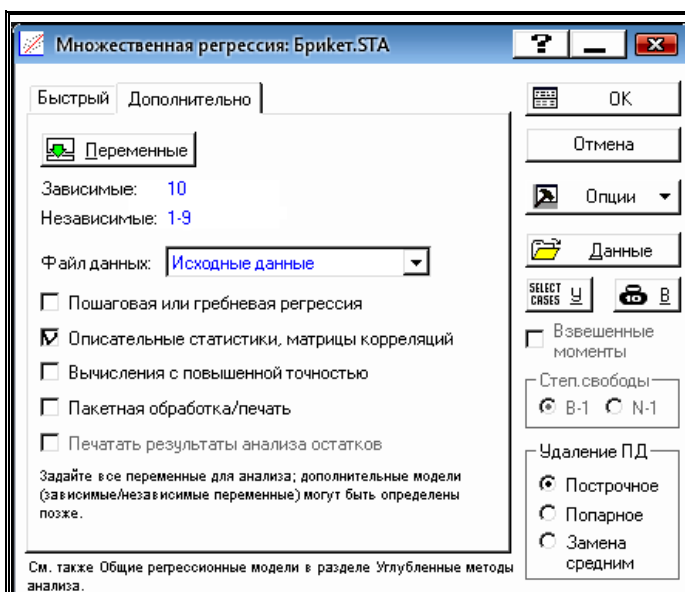 Множественная регрессия: Брикет.STA
?
Быстрый Дополнительно
Переменные
Зависимые: 10
Независимые: 1-9
Файл данных: Исходные данные
Пошаговая или гребневая регрессия
Описательные статистики, матрицы корреляций
Вычисления с повышенной точностью
Пакетная обработка/печать
Печатать результаты анализа остатков
Задайте все переменные для анализа; дополнительные модели
(зависимые/независимые переменные) могут быть определены
позже.
См. также Общие регрессионные модели в разделе Углубленные методы
анализа.
OK
Отмена
Опции
Данные
SELECT
CASES У В
Взвешенные
моменты
Степ.свободы
В-1 N-1
Удаление ПД
Построчное
Попарное
Замена
средним